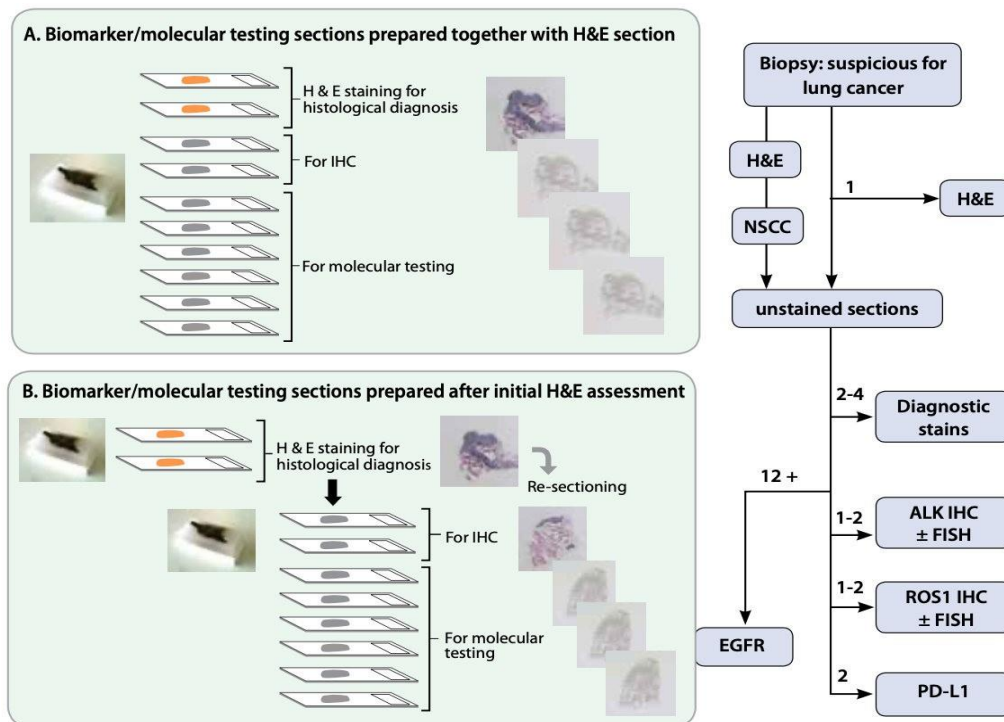 A. Biomarker/molecular testing sections prepared together with H&E section
H & E staining for
histological diagnosis
For IHC
For molecular testing
B. Biomarker/molecular testing sections prepared after initial H&E assessment
H & E staining for
histological diagnosis
Re-sectioning
For IHC
For molecular
testing
Biopsy: suspicious for
lung cancer
H&E
1
H&E
NSCC
unstained sections
2-4
Diagnostic
stains
12 +
1-2
ALK IHC
± FISH
1-2
ROS1 IHC
± FISH
EGFR
2
PD-L1